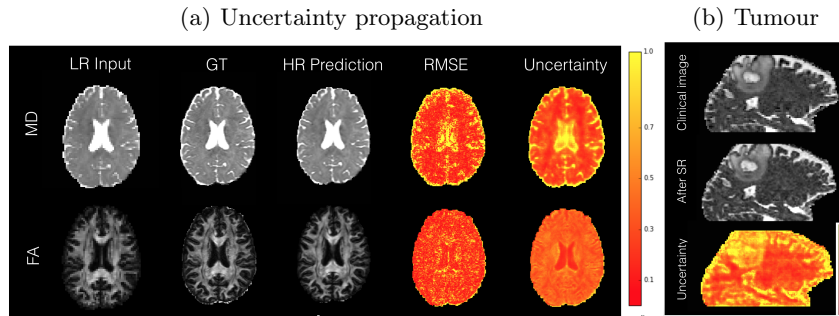 (a) Uncertainty propagation
(b) Tumour
LR Input GT HR Prediction RMSE Uncertainty
MD
FA
1.0
0.7
0.5
0.3
0.1
Clinical image
After SR
Uncertainty